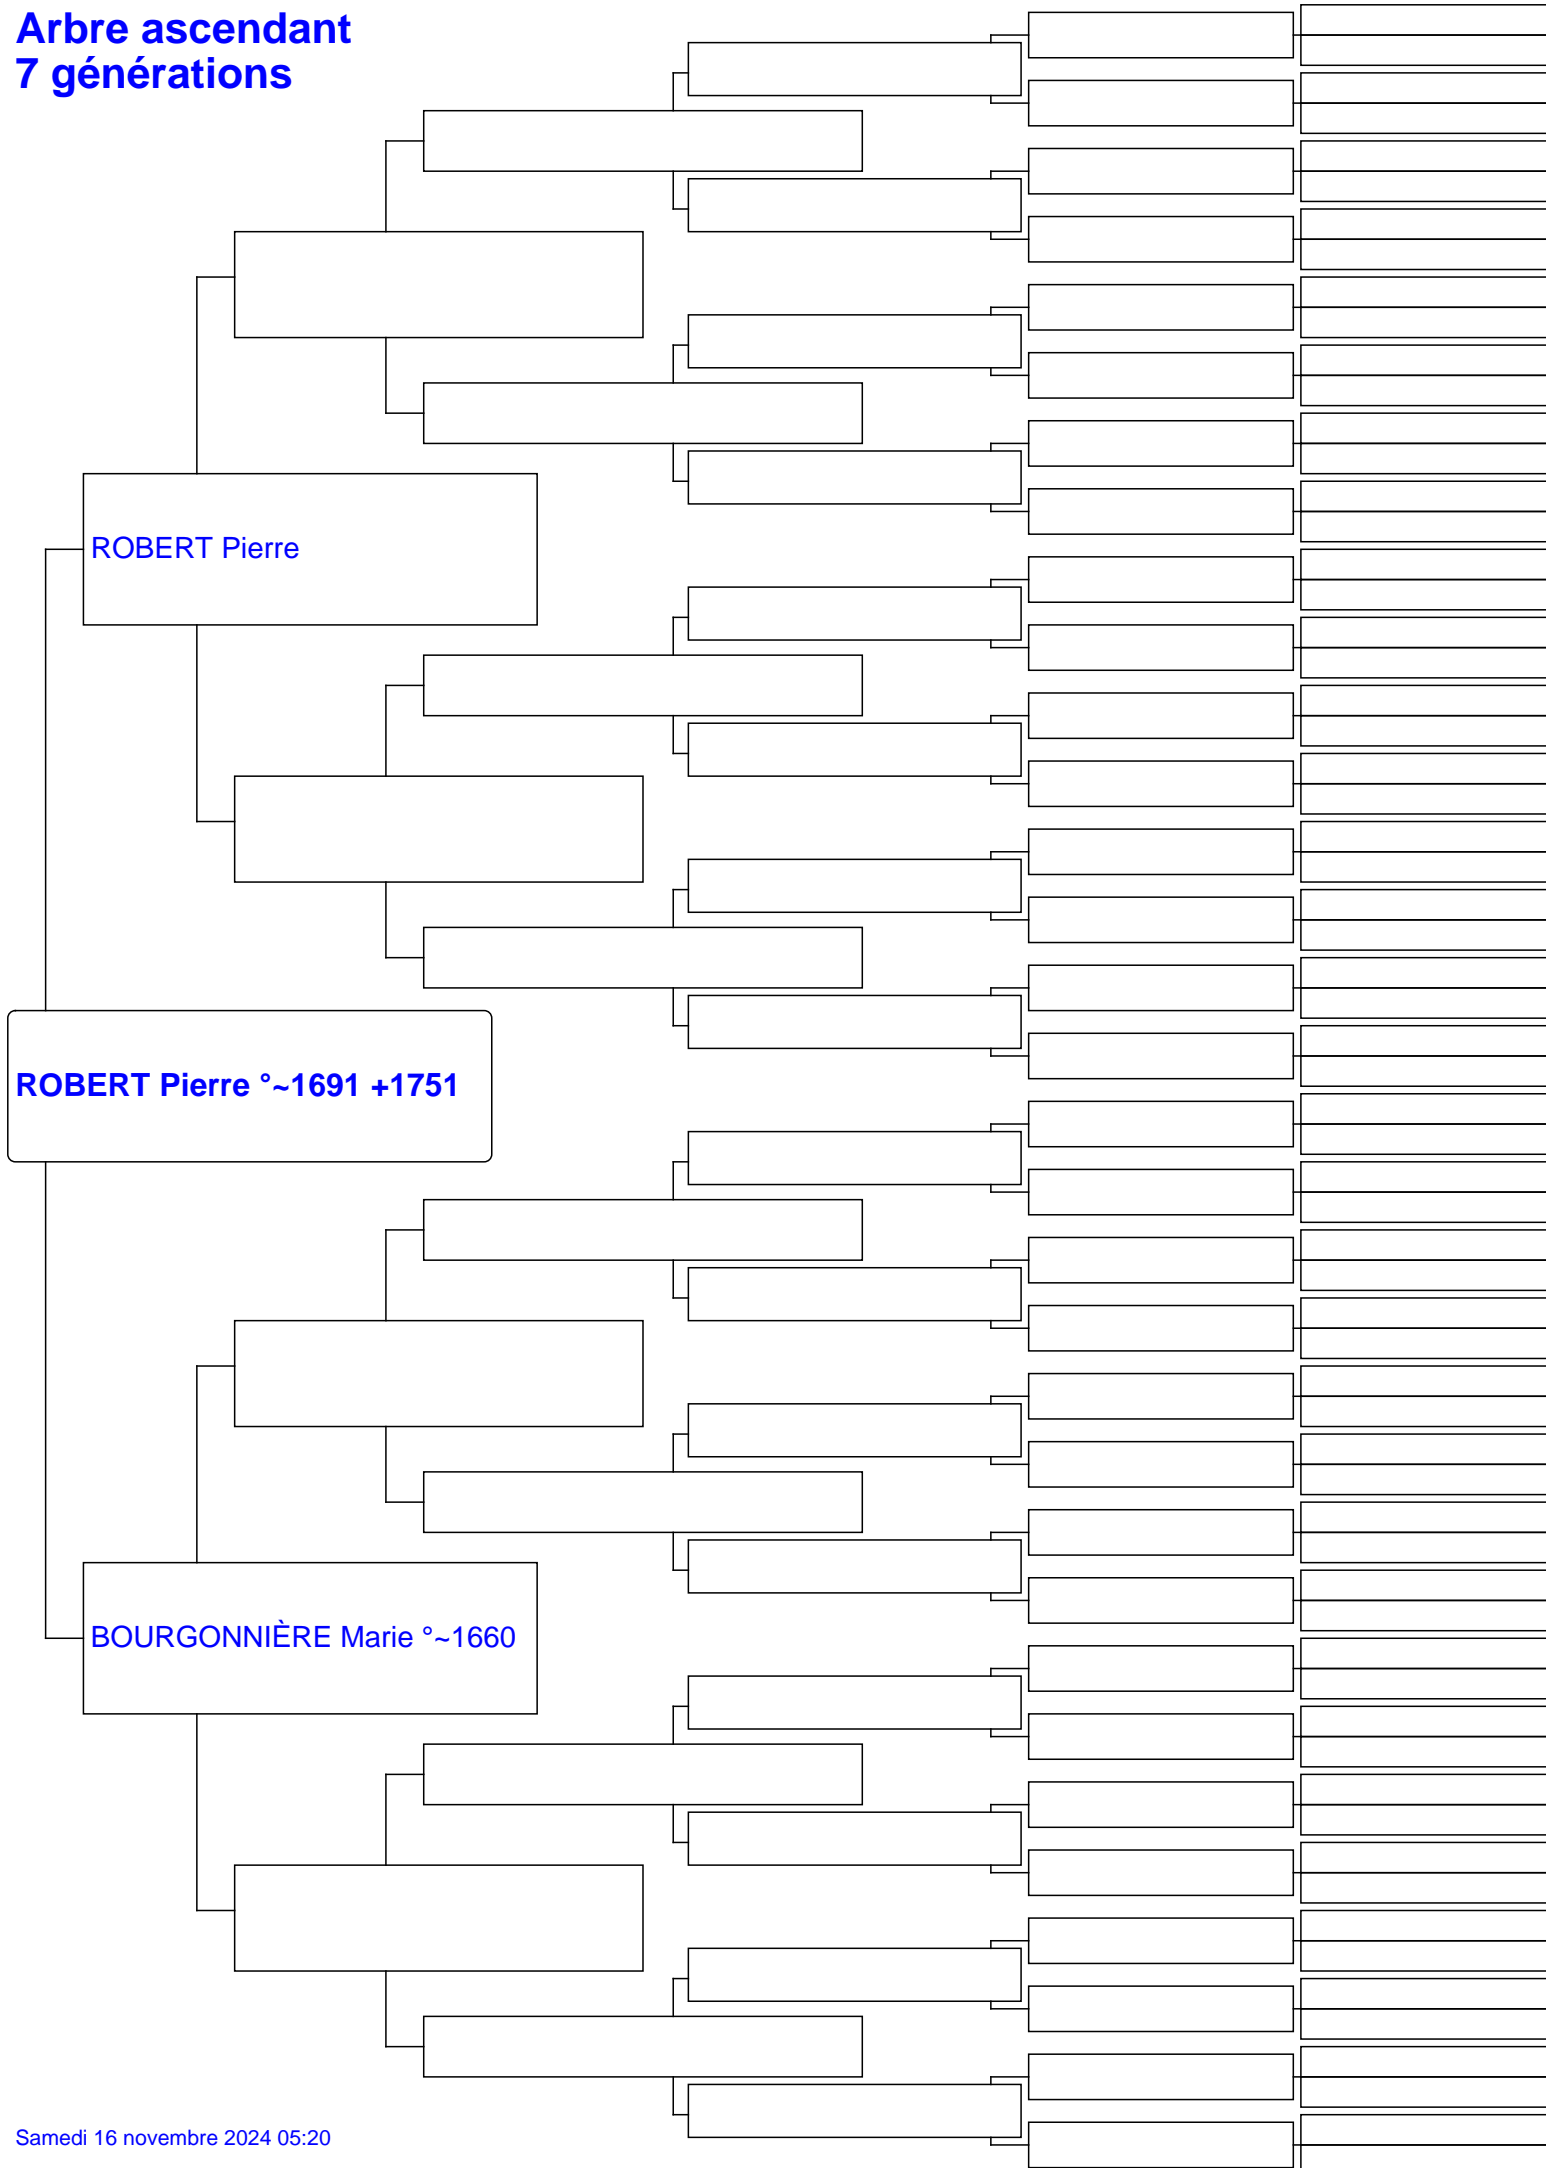 Arbre ascendant
7 générations
ROBERT Pierre
ROBERT Pierre °~1691 +1751
BOURGONNIÈRE Marie °~1660
Samedi 16 novembre 2024 05:20